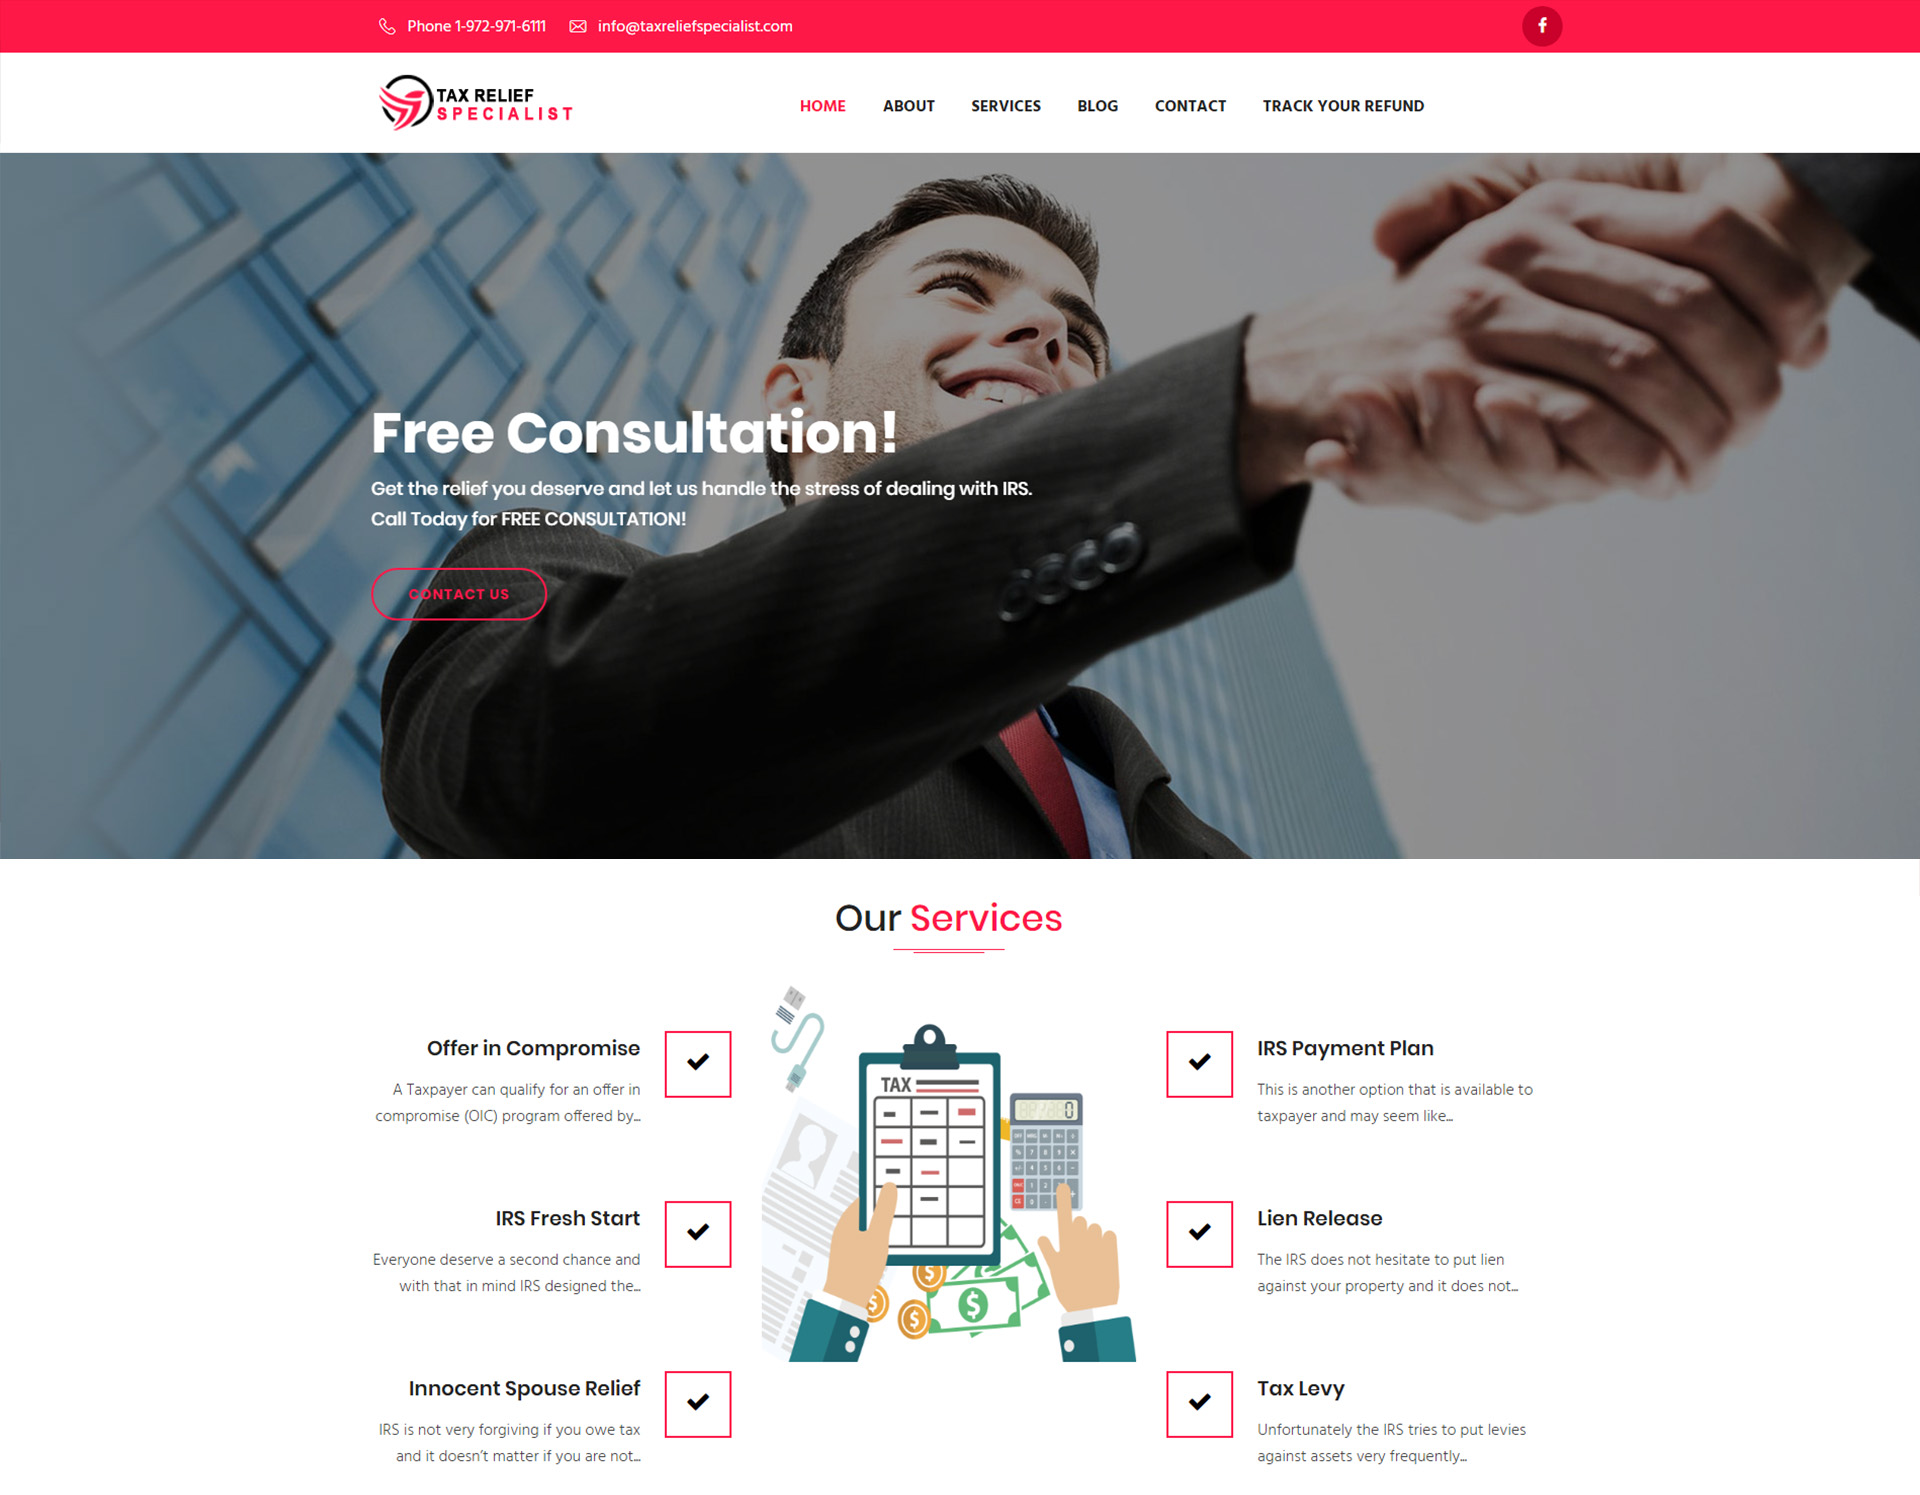 Phone 1-972-971-6111
info@taxreliefspecialist.com
TAX RELIEF
SPECIALIST
HOME
ABOUT
SERVICES
BLOG
CONTACT
TRACK YOUR REFUND
Free Consultation!
Get the relief you deserve and let us handle the stress of dealing with IRS.
Call Today for FREE CONSULTATION!
CONTACT US
Our Services
Offer in Compromise
A Taxpayer can qualify for an offer in
compromise (OIC) program offered by...
IRS Fresh Start
Everyone deserve a second chance and
with that in mind IRS designed the...
Innocent Spouse Relief
IRS is not very forgiving if you owe tax
and it doesn’t matter if you are not...
TAX
0
IRS Payment Plan
This is another option that is available to
taxpayer and may seem like...
Lien Release
The IRS does not hesitate to put lien
against your property and it does not...
Tax Levy
Unfortunately the IRS tries to put levies
against assets very frequently...